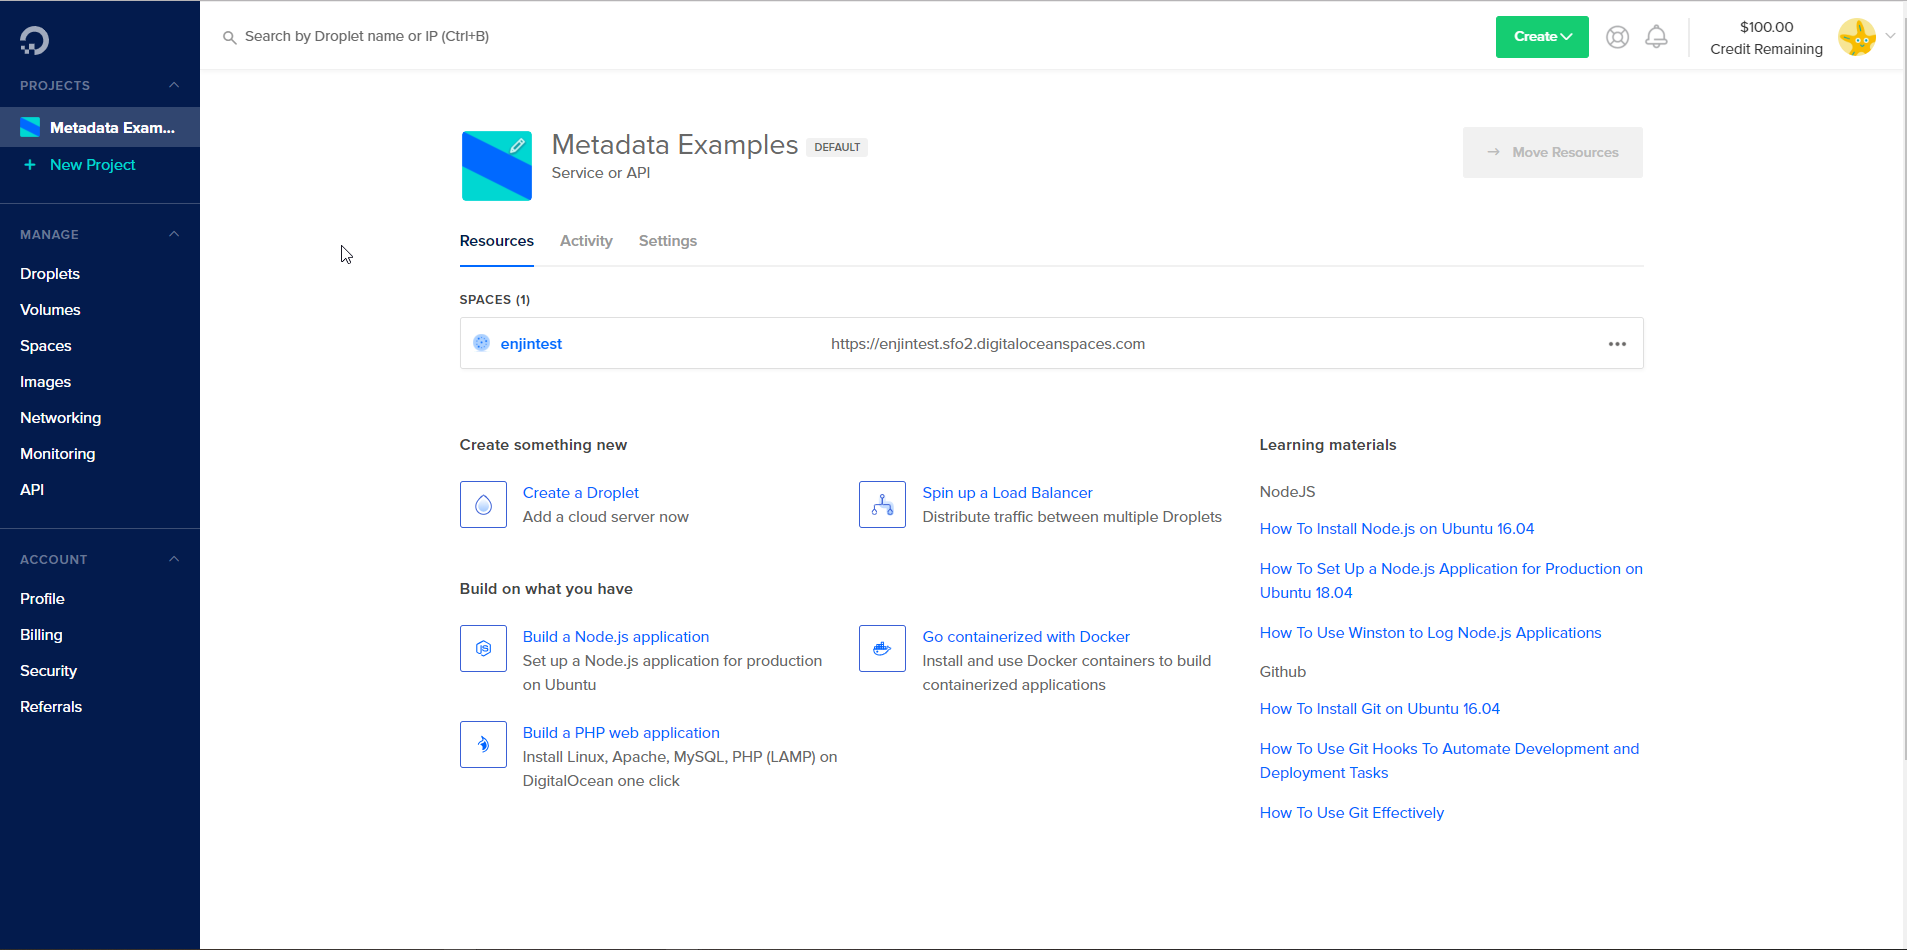 Search by Droplet name or IP (Ctrl+B)
Create
$100.00
Credit Remaining
PROJECTS
Metadata Exam...
+ New Project
MANAGE
Droplets
Volumes
Spaces
Images
Networking
Monitoring
API
ACCOUNT
Profile
Billing
Security
Referrals
Metadata Examples DEFAULT
Service or API
→ Move Resources
Resources Activity Settings
SPACES (1)
enjintest https://enjintest.sfo2.digitaloceanspaces.com
Create something new
Create a Droplet
Add a cloud server now
Spin up a Load Balancer
Distribute traffic between multiple Droplets
Build on what you have
JS
Build a Node.js application
Set up a Node.js application for production
on Ubuntu
Go containerized with Docker
Install and use Docker containers to build
containerized applications
Build a PHP web application
Install Linux, Apache, MySQL, PHP (LAMP) on
DigitalOcean one click
Learning materials
NodeJS
How To Install Node.js on Ubuntu 16.04
How To Set Up a Node.js Application for Production on
Ubuntu 18.04
How To Use Winston to Log Node.js Applications
Github
How To Install Git on Ubuntu 16.04
How To Use Git Hooks To Automate Development and
Deployment Tasks
How To Use Git Effectively